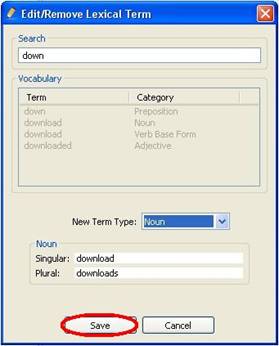 Edit/Remove Lexical Term
Search
down
Vocabulary
Term Category
down Preposition
download Noun
download Verb Base Form
downloaded Adjective
New Term Type: Noun
Noun
Singular: download
Plural: downloads
Save Cancel